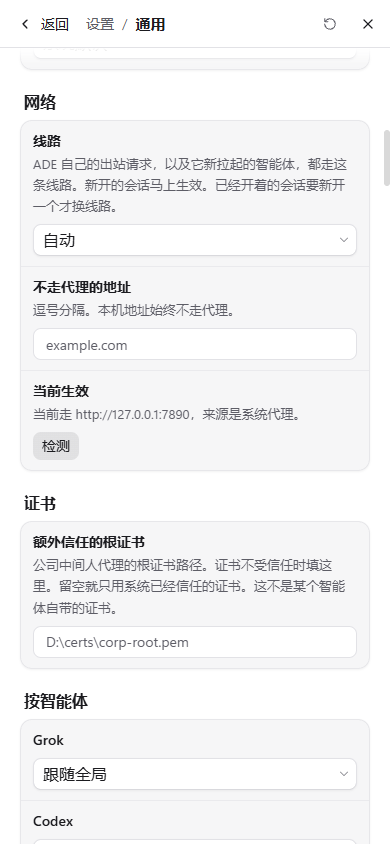 返回 设置 / 通用
网络
线路
ADE 自己的出站请求，以及它新拉起的智能体，都走这
条线路。新开的会话马上生效。已经开着的会话要新开
一个才换线路。
自动
不走代理的地址
逗号分隔。本机地址始终不走代理。
example.com
当前生效
当前走 http://127.0.0.1:7890，来源是系统代理。
检测
证书
额外信任的根证书
公司中间人代理的根证书路径。证书不受信任时填这
里。留空就只用系统已经信任的证书。这不是某个智能
体自带的证书。
D:\certs\corp-root.pem
按智能体
Grok
跟随全局
Codex